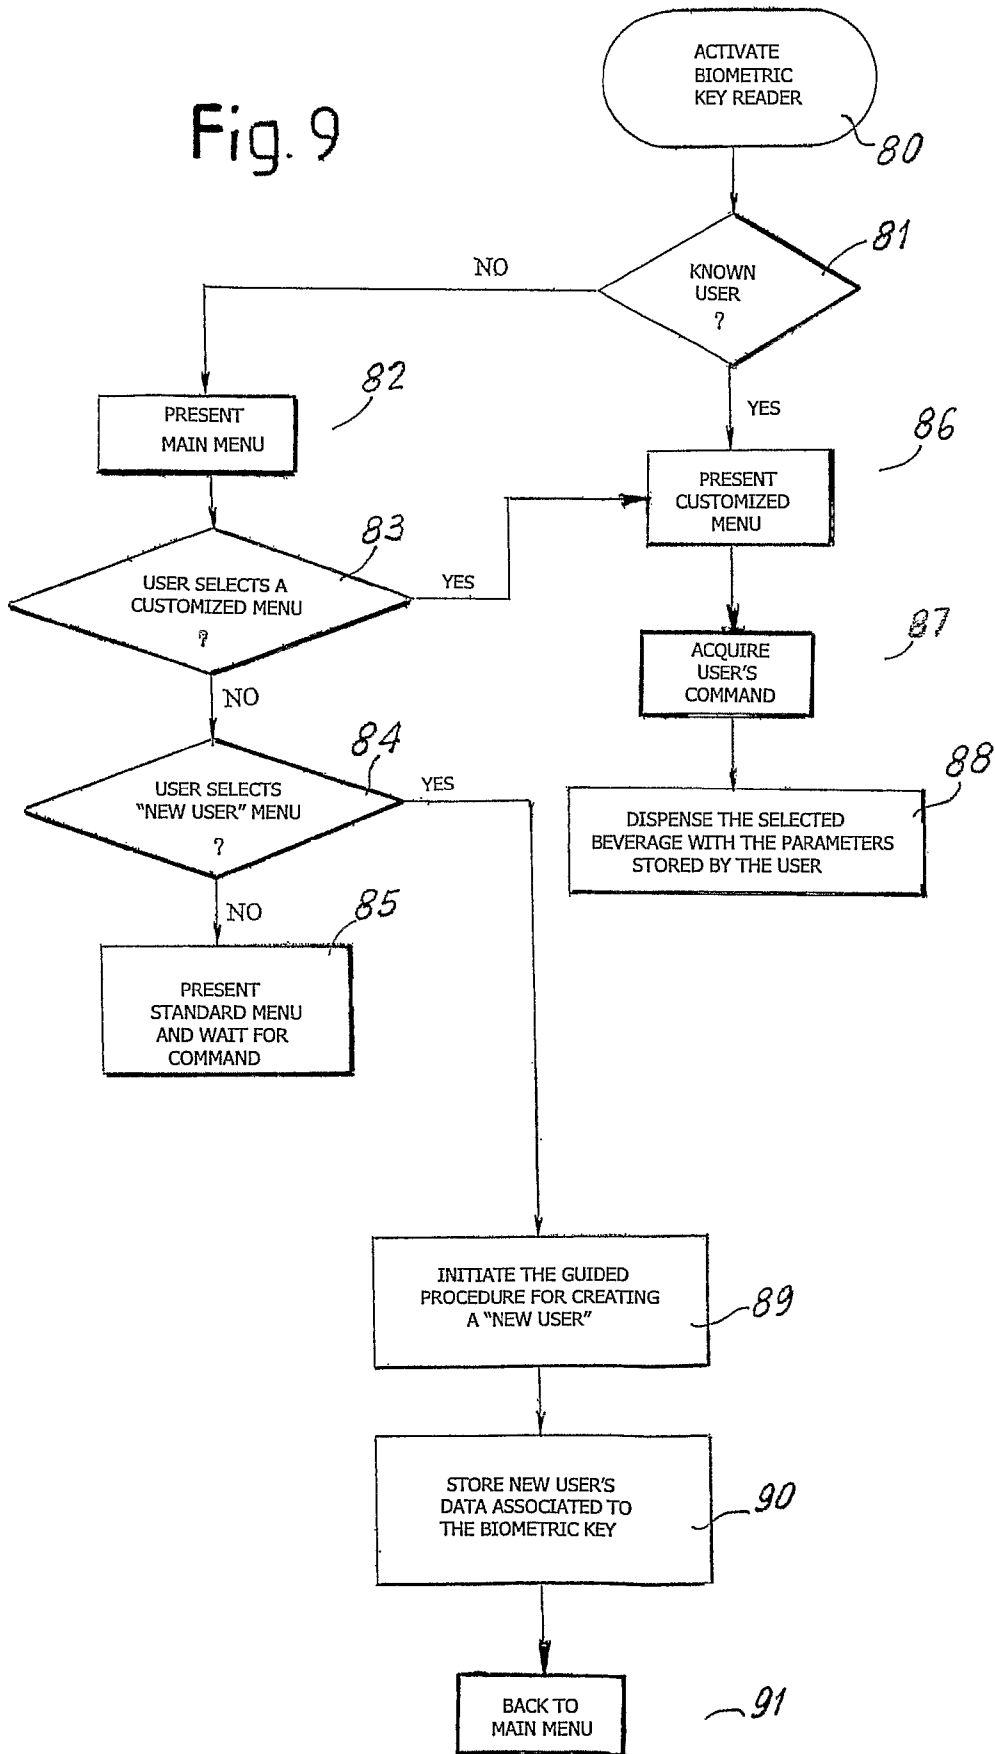 Fig. 9
ACTIVATE
BIOMETRIC
KEY READER
80
81
KNOWN
USER
?
NO
YES
82
PRESENT
MAIN MENU
86
PRESENT
CUSTOMIZED
MENU
83
USER SELECTS A
CUSTOMIZED MENU
?
YES
NO
87
ACQUIRE
USER'S
COMMAND
84
USER SELECTS
"NEW USER" MENU
?
YES
NO
88
DISPENSE THE SELECTED
BEVERAGE WITH THE PARAMETERS
STORED BY THE USER
85
PRESENT
STANDARD MENU
AND WAIT FOR
COMMAND
INITIATE THE GUIDED
PROCEDURE FOR CREATING
A "NEW USER"
89
STORE NEW USER'S
DATA ASSOCIATED TO
THE BIOMETRIC KEY
90
BACK TO
MAIN MENU
91